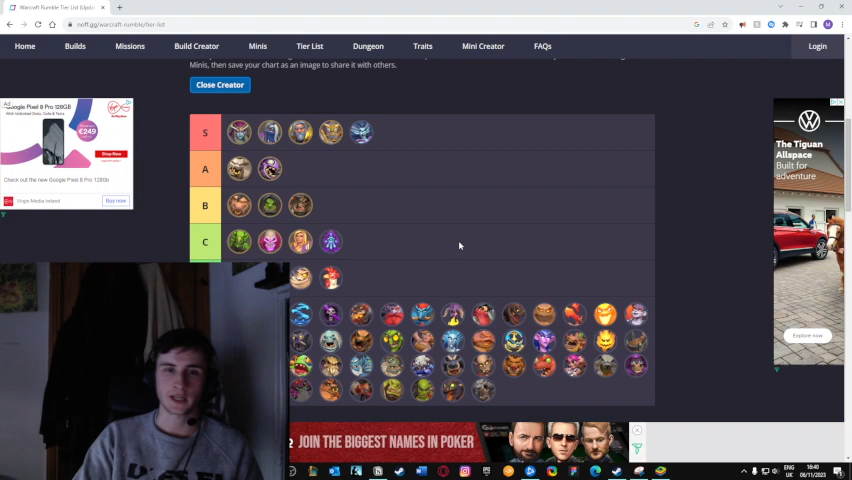 Warcraft Rumble Tier List (Upda
noff.gg/warcraft-rumble/tier-list
Home
Builds
Missions
Build Creator
Minis
Tier List
Dungeon
Traits
Mini Creator
FAQs
Login
Minis, then save your chart as an image to share it with others.
Close Creator
S
A
B
C
Ad
Google Pixel 8 Pro 128GB
WITH UNLIMITED DATA, CALLS & TEXTS
ONLY
€249
Shop Now
Check out the new Google Pixel 8 Pro 128Gb
Virgin Media Ireland
Buy now
The Tiguan
Allspace
Built for
adventure
Explore now
JOIN THE BIGGEST NAMES IN POKER
ENG
UK
16:40
08/11/2023